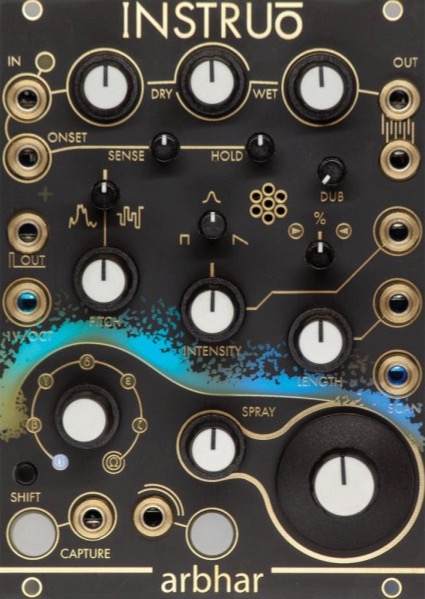 INSTRUō
IN
OUT
DRY
WET
ONSET
SENSE
HOLD
DUB
%
OUT
1V/OCT
PITCH
INTENSITY
LENGTH
SCAN
SPRAY
δ
γ
ε
β
ζ
Ω
SHIFT
CAPTURE
arbhar